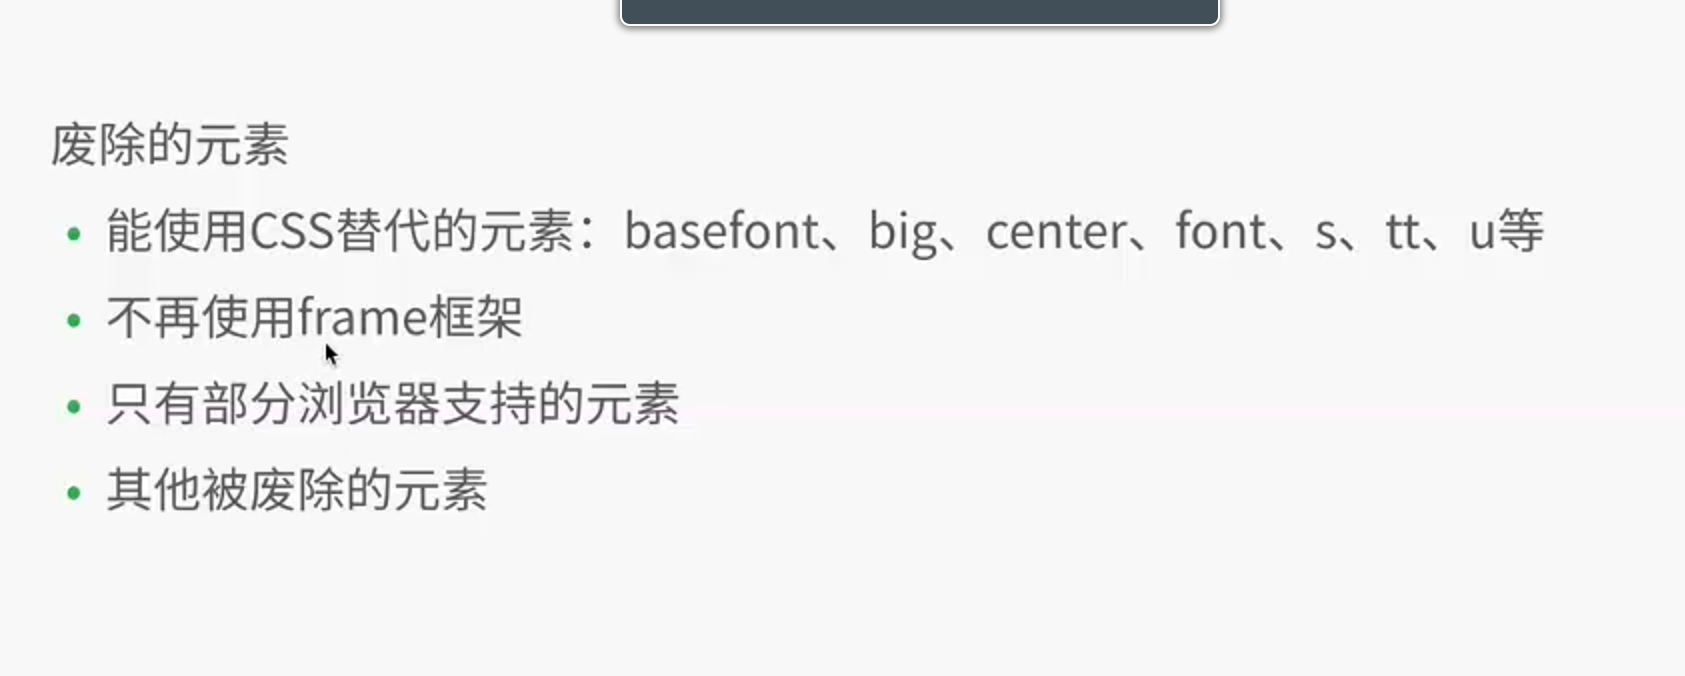 废除的元素
能使用CSS替代的元素：basefont、big、center、font、s、tt、u等
不再使用frame框架
只有部分浏览器支持的元素
其他被废除的元素